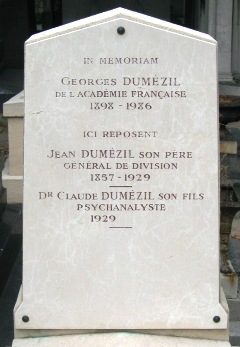 IN MEMORIAM
GEORGES DUMÉZIL
DE L'ACADÉMIE FRANÇAISE
1898 - 1986
ICI REPOSENT
JEAN DUMÉZIL SON PÈRE
GÉNÉRAL DE DIVISION
1857 - 1929
DR CLAUDE DUMÉZIL SON FILS
PSYCHANALYSTE
1929